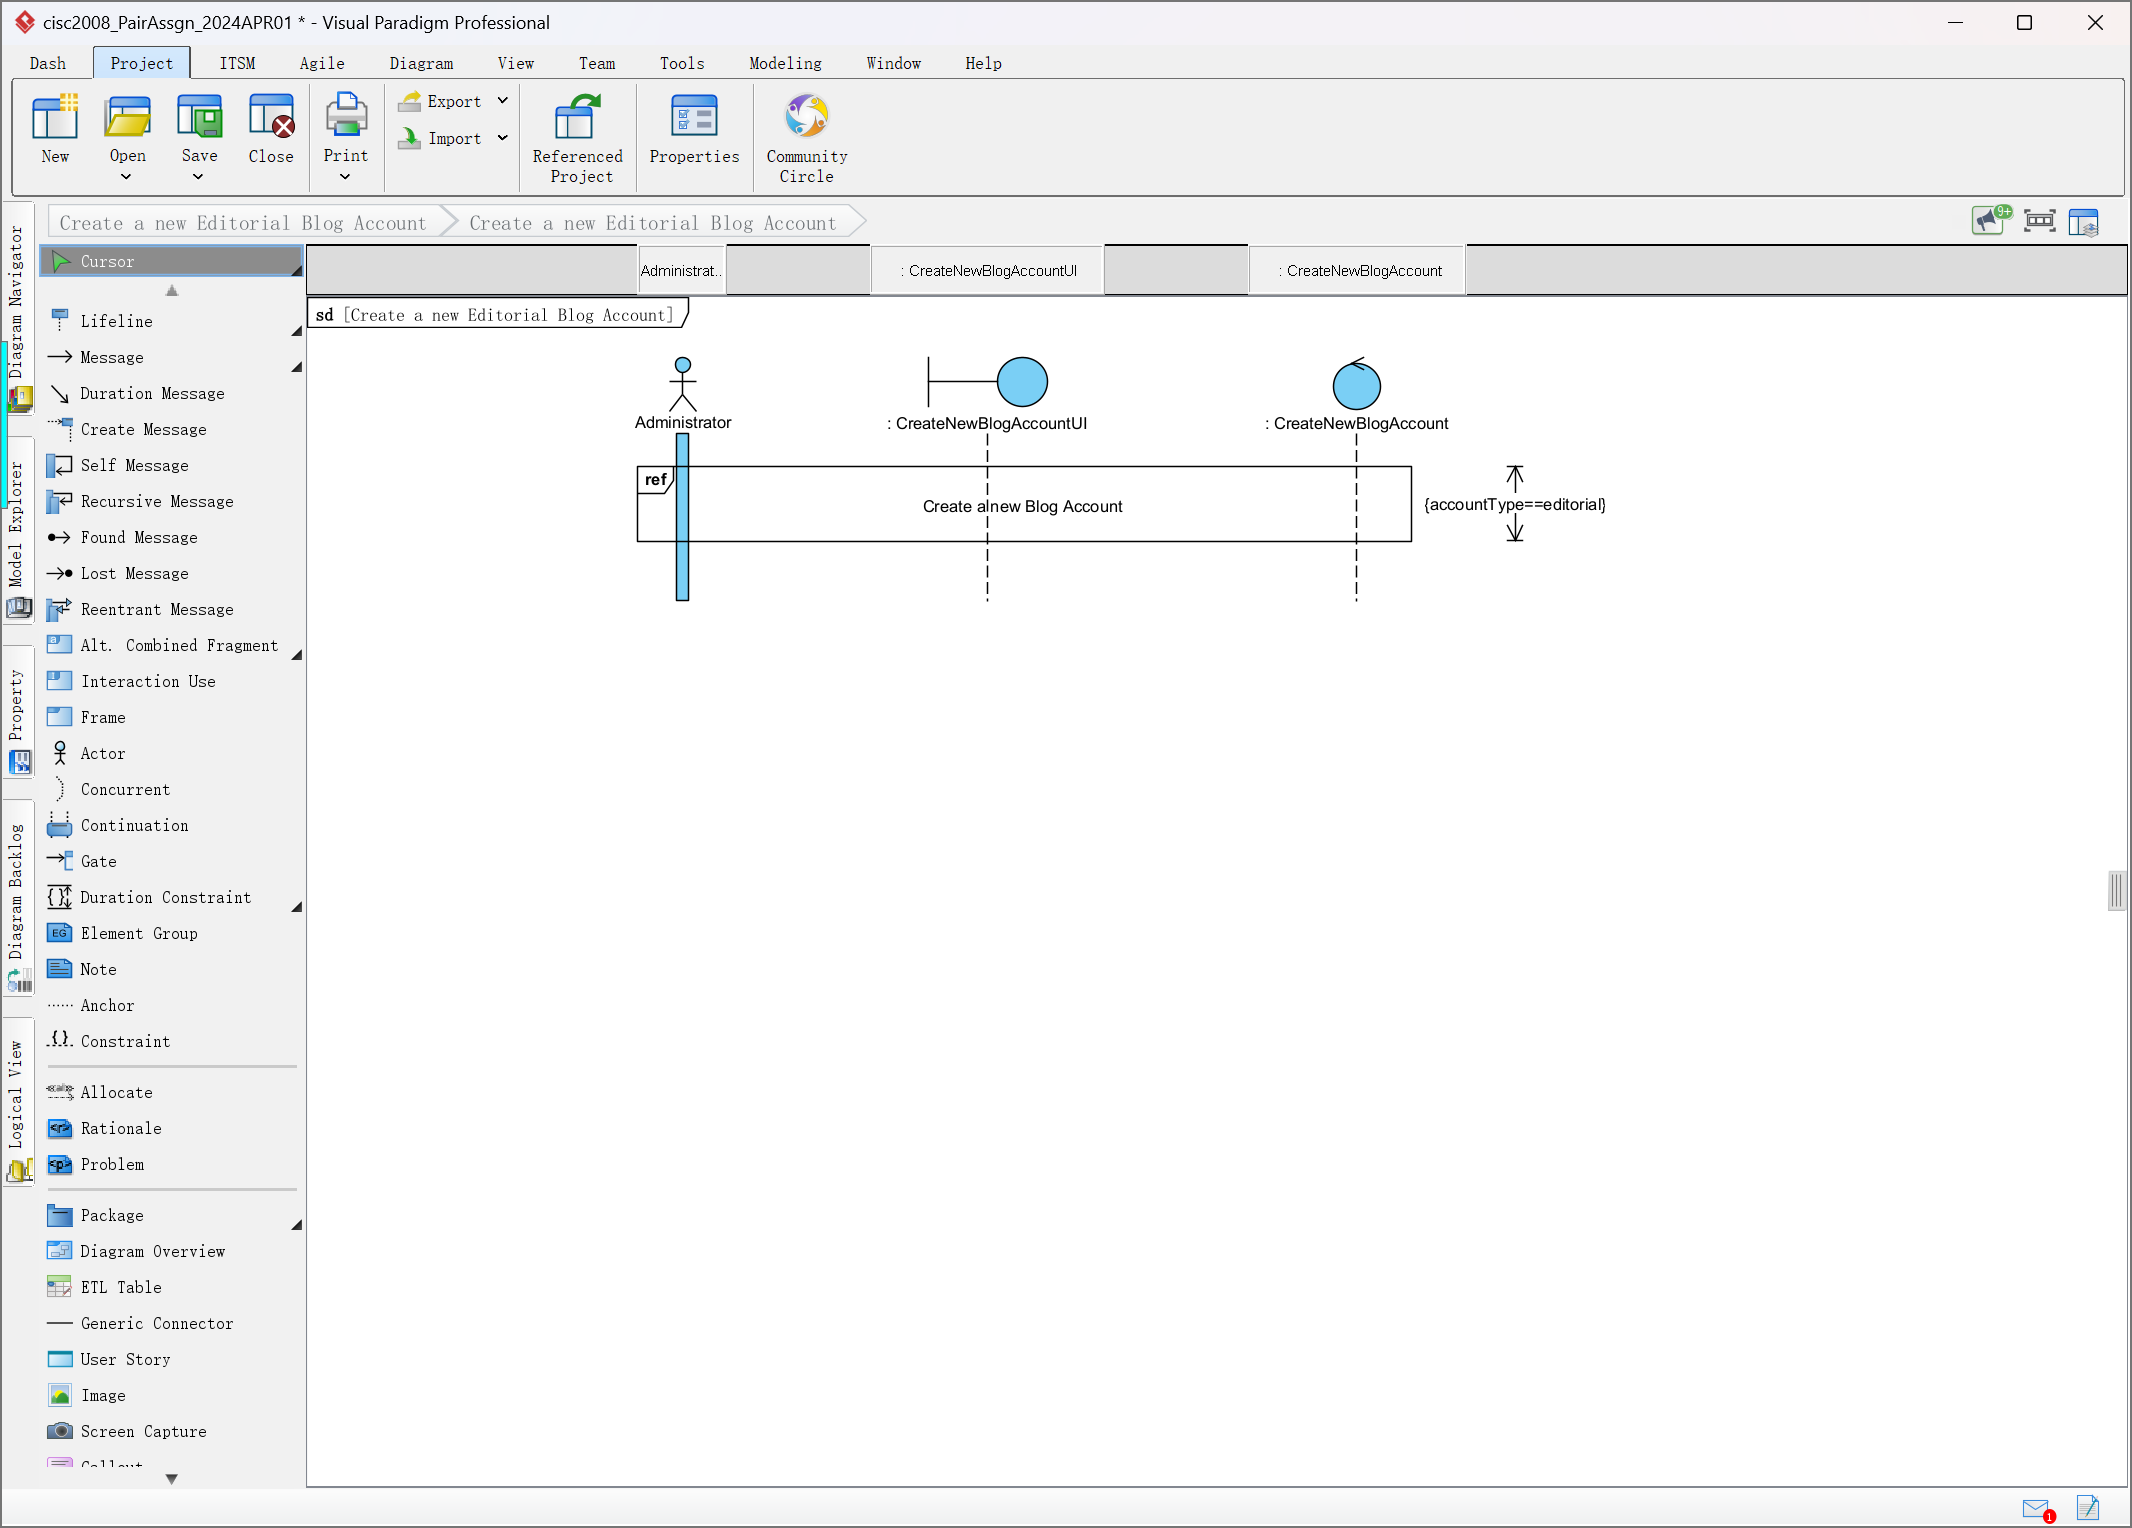 cisc2008_PairAssgn_2024APR01 * - Visual Paradigm Professional
Dash Project ITSM Agile Diagram View Team Tools Modeling Window Help
New
Open
Save
Close
Print
Export
Import
Referenced
Project
Properties
Community
Circle
Create a new Editorial Blog Account
Create a new Editorial Blog Account
9+
Diagram Navigator
Model Explorer
Property
Diagram Backlog
Logical View
Cursor
Lifeline
Message
Duration Message
Create Message
Self Message
Recursive Message
Found Message
Lost Message
Reentrant Message
Alt. Combined Fragment
Interaction Use
Frame
Actor
Concurrent
Continuation
Gate
Duration Constraint
EG Element Group
Note
Anchor
Constraint
Allocate
<r> Rationale
<p> Problem
Package
Diagram Overview
ETL Table
Generic Connector
User Story
Image
Screen Capture
Callout
Administrat..
: CreateNewBlogAccountUI
: CreateNewBlogAccount
sd [Create a new Editorial Blog Account]
Administrator
: CreateNewBlogAccountUI
: CreateNewBlogAccount
ref
Create a new Blog Account
{accountType==editorial}
1